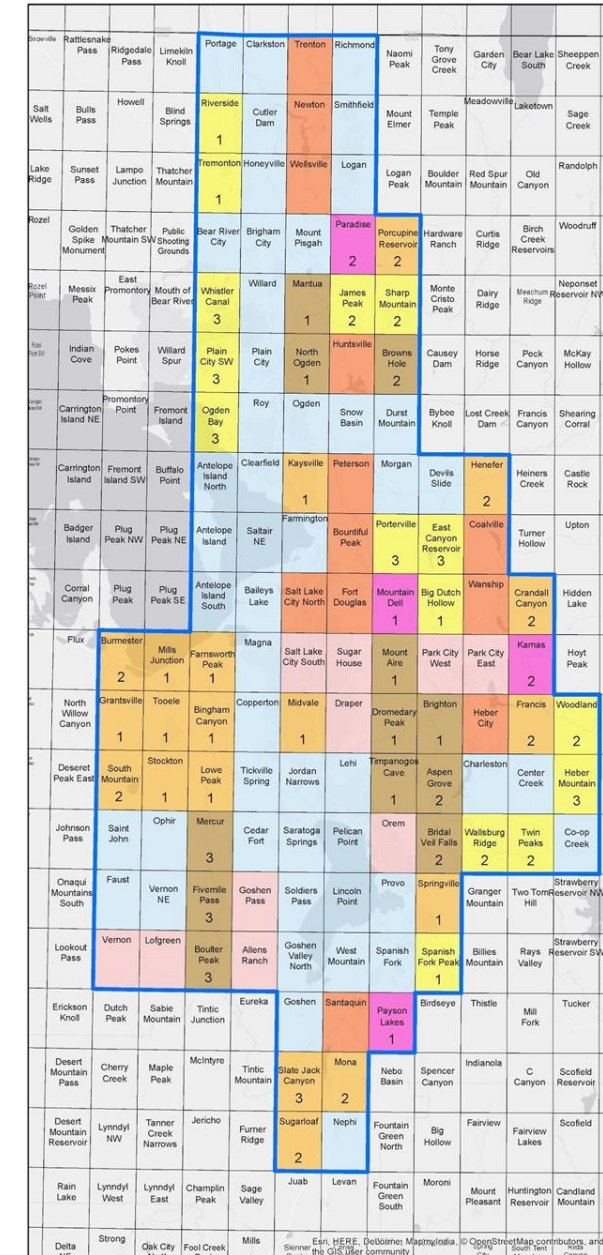 Snowville Rattlesnake Pass Ridgedale Pass Limekiln Knoll Portage Clarkston Trenton Richmond Naomi Peak Tony Grove Creek Garden City Bear Lake South Sheeppen Creek
Salt Wells Bulls Pass Howell Blind Springs Riverside 1 Cutler Dam Newton Smithfield Mount Elmer Temple Peak Meadowville Laketown Sage Creek
Lake Ridge Sunset Pass Lampo Junction Thatcher Mountain Tremonton 1 Honeyville Wellsville Logan Logan Peak Boulder Mountain Red Spur Mountain Old Canyon Randolph
Rozel Golden Spike Monument Thatcher Mountain SW Public Shooting Grounds Bear River City Brigham City Mount Pisgah Paradise 2 Porcupine Reservoir 2 Hardware Ranch Curtis Ridge Birch Creek Reservoirs Woodruff
Rozel Point Messix Peak East Promontory Mouth of Bear River Whistler Canal 3 Willard Mantua 1 James Peak 2 Sharp Mountain 2 Monte Cristo Peak Dairy Ridge Meachum Ridge Neponset Reservoir NW
Indian Cove Pokes Point Willard Spur Plain City SW 3 Plain City North Ogden 1 Huntsville Browns Hole 2 Causey Dam Horse Ridge Peck Canyon McKay Hollow
Carrington Island NE Promontory Point Fremont Island Ogden Bay 3 Roy Ogden Snow Basin Durst Mountain Bybee Knoll Lost Creek Dam Francis Canyon Shearing Corral
Carrington Island Fremont Island SW Buffalo Point Antelope Island North Clearfield Kaysville 1 Peterson Morgan Devils Slide Henefer 2 Heiners Creek Castle Rock
Badger Island Plug Peak NW Plug Peak NE Antelope Island Saltair NE Farmington Bountiful Peak Porterville 3 East Canyon Reservoir 3 Coalville Turner Hollow Upton
Corral Canyon Plug Peak Plug Peak SE Antelope Island South Baileys Lake Salt Lake City North Fort Douglas Mountain Dell 1 Big Dutch Hollow 1 Wanship Crandall Canyon 2 Hidden Lake
Flux Burmester 2 Mills Junction 1 Farnsworth Peak 1 Magna Salt Lake City South Sugar House Mount Aire 1 Park City West Park City East Kamas 2 Hoyt Peak
North Willow Canyon Grantsville 1 Tooele 1 Bingham Canyon 1 Copperton Midvale 1 Draper Dromedary Peak 1 Brighton 1 Heber City Francis 2 Woodland 2
Deseret Peak East South Mountain 2 Stockton 1 Lowe Peak 1 Tickville Spring Jordan Narrows Lehi Timpanogos Cave 1 Aspen Grove 2 Charleston Center Creek Heber Mountain 3
Johnson Pass Saint John Ophir Mercur 3 Cedar Fort Saratoga Springs Pelican Point Orem Bridal Veil Falls 2 Wallsburg Ridge 2 Twin Peaks 2 Co-op Creek
Onaqui Mountains South Faust Vernon NE Fivemile Pass 3 Goshen Pass Soldiers Pass Lincoln Point Provo Springville 1 Granger Mountain Two Tom Hill Strawberry Reservoir NW
Lookout Pass Vernon Lofgreen Boulter Peak 3 Allens Ranch Goshen Valley North West Mountain Spanish Fork Spanish Fork Peak 1 Billies Mountain Rays Valley Strawberry Reservoir SW
Erickson Knoll Dutch Peak Sabie Mountain Tintic Junction Eureka Goshen Santaquin Payson Lakes 1 Birdseye Thistle Mill Fork Tucker
Desert Mountain Pass Cherry Creek Maple Peak McIntyre Tintic Mountain Slate Jack Canyon 3 Mona 2 Nebo Basin Spencer Canyon Indianola C Canyon Scofield Reservoir
Desert Mountain Reservoir Lynndyl NW Tanner Creek Narrows Jericho Furner Ridge Sugarloaf 2 Nephi Fountain Green North Big Hollow Fairview Fairview Lakes Scofield
Rain Lake Lynndyl West Lynndyl East Champlin Peak Sage Valley Juab Levan Fountain Green South Moroni Mount Pleasant Huntington Reservoir Candland Mountain
Delta Strong Oak City Fool Creek Mills Skinner
Esri, HERE, DeLorme, MapmyIndia, © OpenStreetMap contributors, and the GIS user community